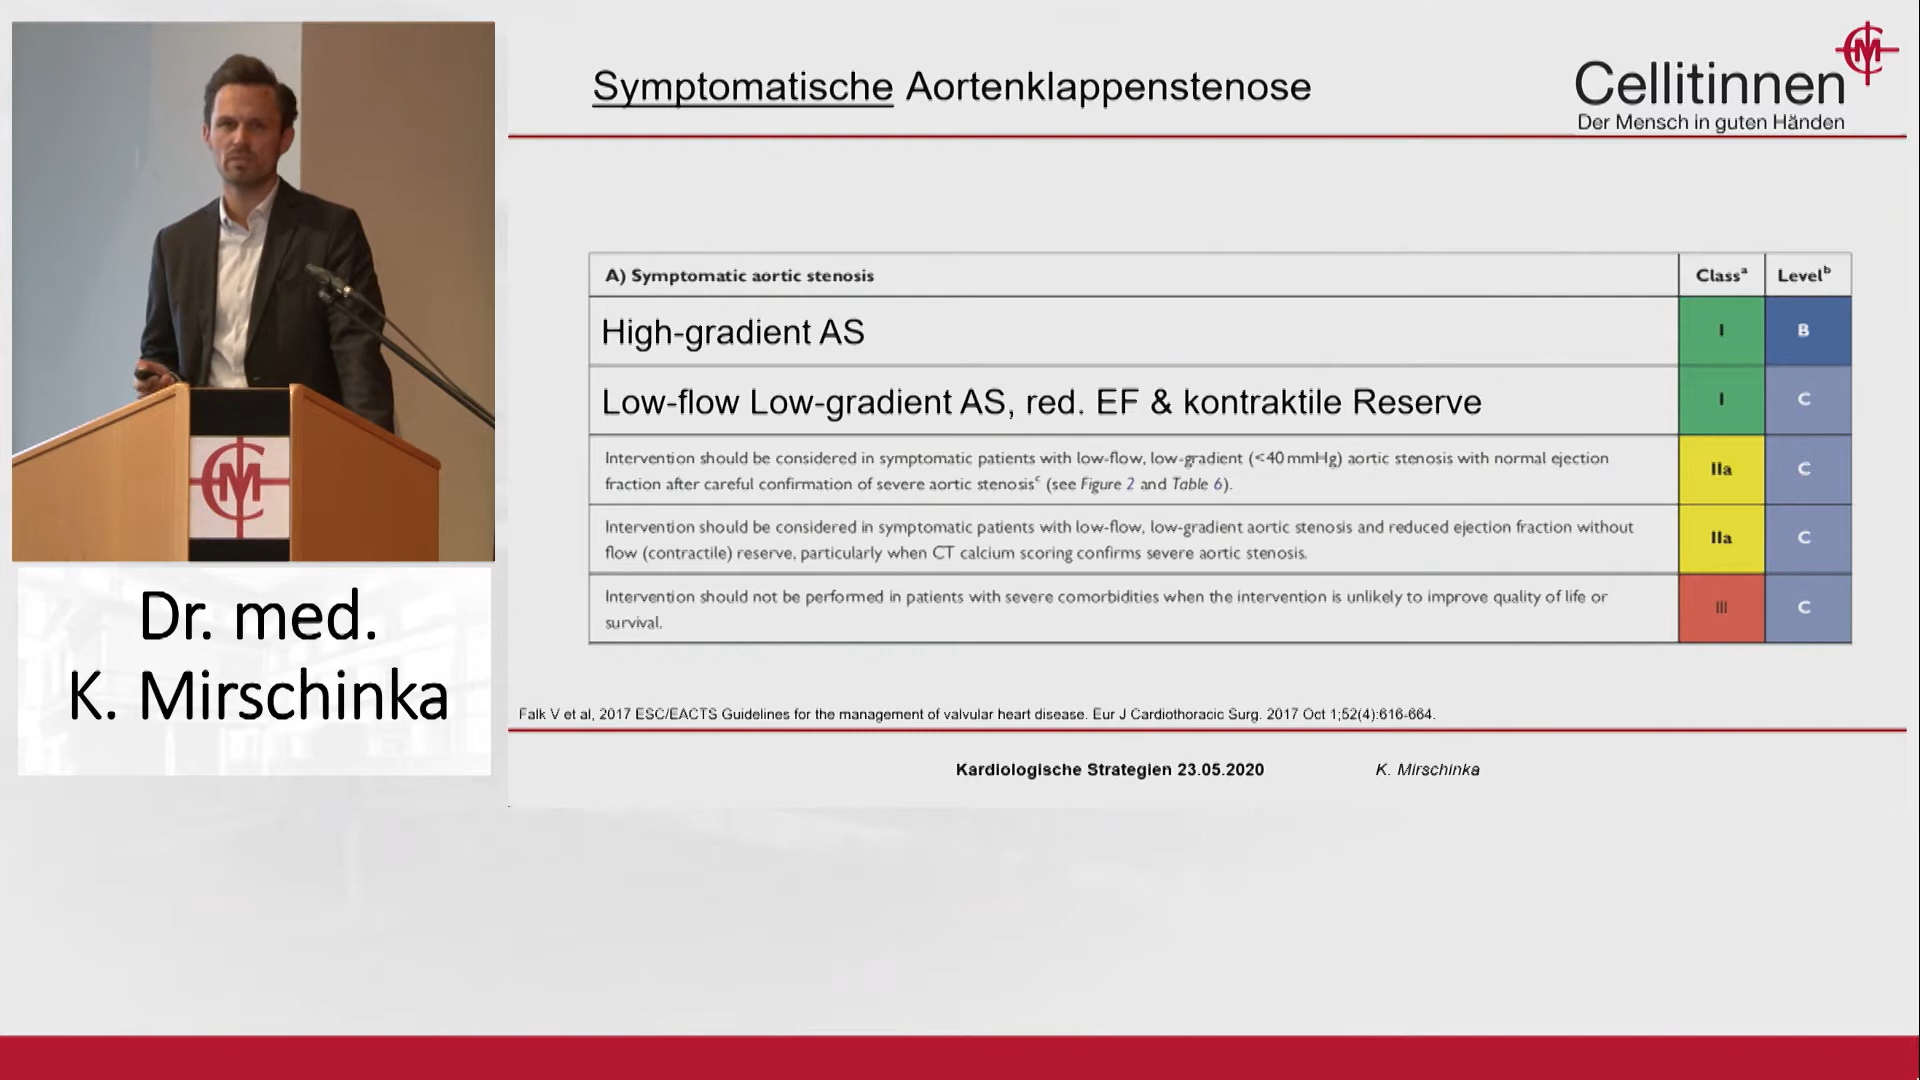 Symptomatische Aortenklappenstenose
Cellitinnen
Der Mensch in guten Händen
A) Symptomatic aortic stenosis Classᵃ Levelᵇ
High-gradient AS I B
Low-flow Low-gradient AS, red. EF & kontraktile Reserve I C
Intervention should be considered in symptomatic patients with low-flow, low-gradient (<40 mmHg) aortic stenosis with normal ejection
fraction after careful confirmation of severe aortic stenosisᶜ (see Figure 2 and Table 6). IIa C
Intervention should be considered in symptomatic patients with low-flow, low-gradient aortic stenosis and reduced ejection fraction without
flow (contractile) reserve, particularly when CT calcium scoring confirms severe aortic stenosis. IIa C
Intervention should not be performed in patients with severe comorbidities when the intervention is unlikely to improve quality of life or
survival. III C
Falk V et al, 2017 ESC/EACTS Guidelines for the management of valvular heart disease. Eur J Cardiothoracic Surg. 2017 Oct 1;52(4):616-664.
Kardiologische Strategien 23.05.2020 K. Mirschinka
Dr. med.
K. Mirschinka